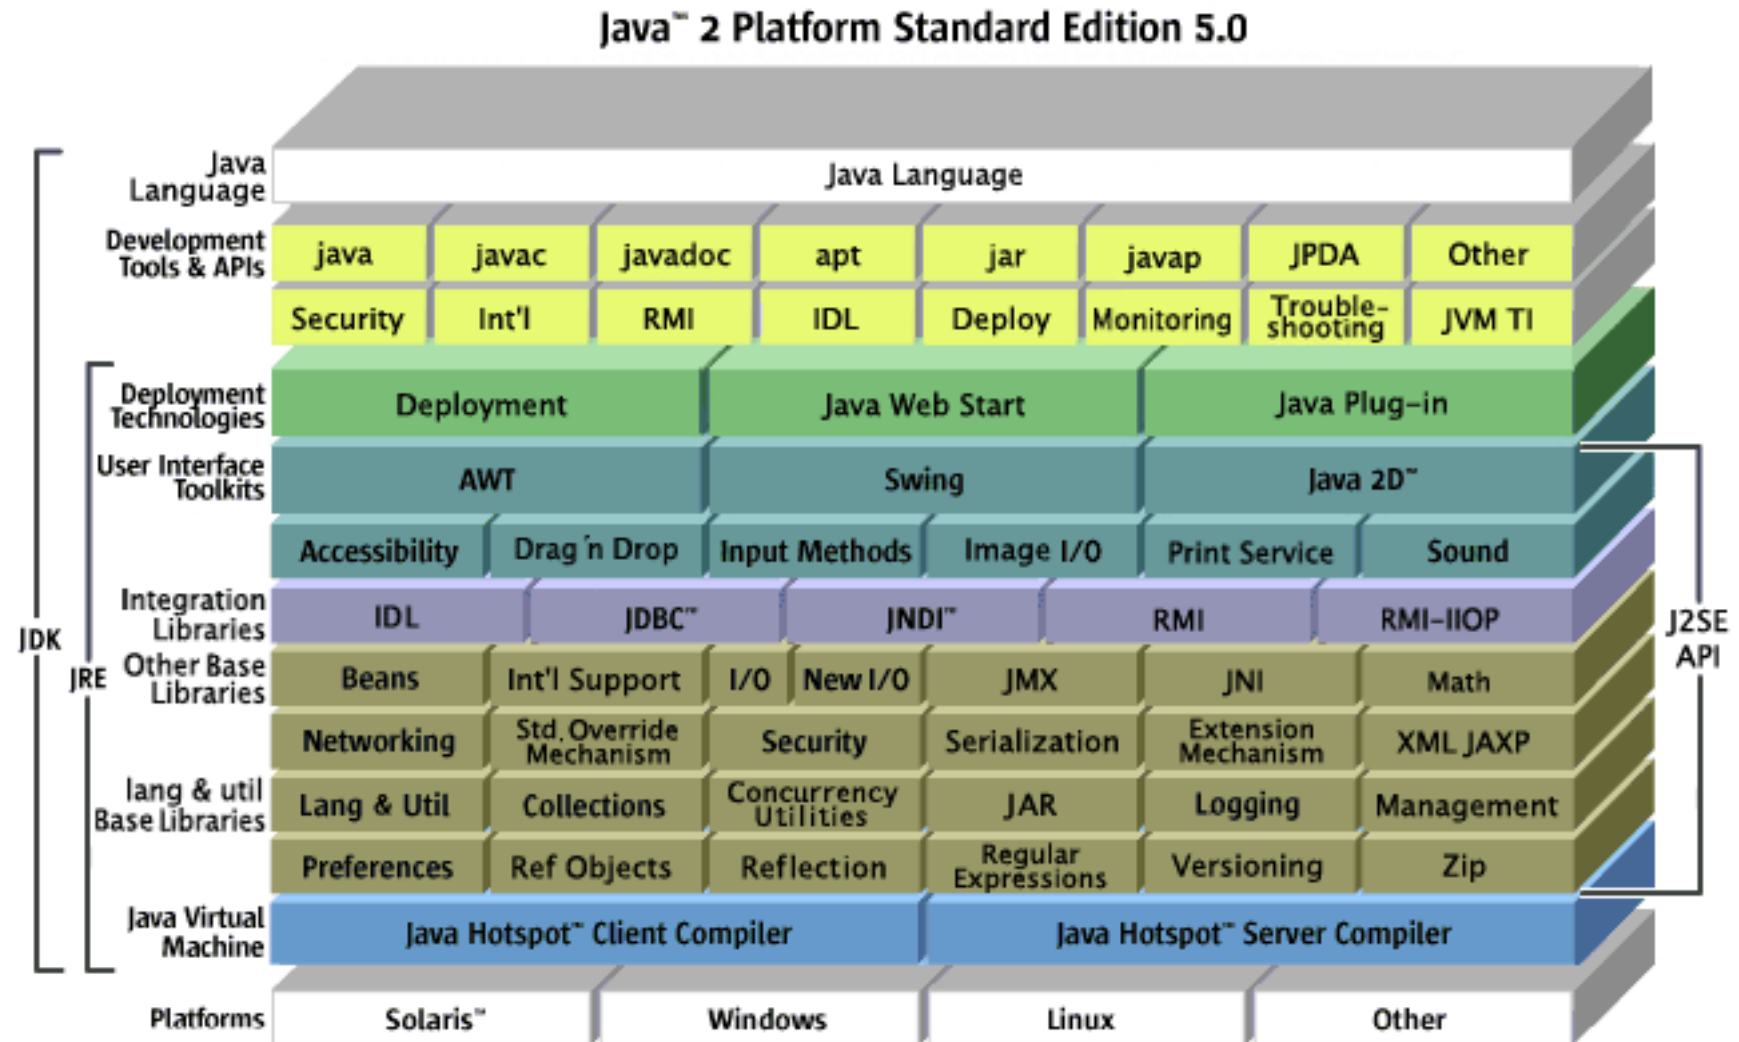 Java™ 2 Platform Standard Edition 5.0
Java
Language
Java Language
Development
Tools & APIs
java
javac
javadoc
apt
jar
javap
JPDA
Other
Security
Int'l
RMI
IDL
Deploy
Monitoring
Trouble-
shooting
JVM TI
Deployment
Technologies
Deployment
Java Web Start
Java Plug-in
User Interface
Toolkits
AWT
Swing
Java 2D™
Accessibility
Drag 'n Drop
Input Methods
Image I/O
Print Service
Sound
Integration
Libraries
IDL
JDBC™
JNDI™
RMI
RMI-IIOP
JDK
JRE
J2SE
API
Other Base
Libraries
Beans
Int'l Support
I/O
New I/O
JMX
JNI
Math
Networking
Std. Override
Mechanism
Security
Serialization
Extension
Mechanism
XML JAXP
lang & util
Base Libraries
Lang & Util
Collections
Concurrency
Utilities
JAR
Logging
Management
Preferences
Ref Objects
Reflection
Regular
Expressions
Versioning
Zip
Java Virtual
Machine
Java Hotspot™ Client Compiler
Java Hotspot™ Server Compiler
Platforms
Solaris™
Windows
Linux
Other